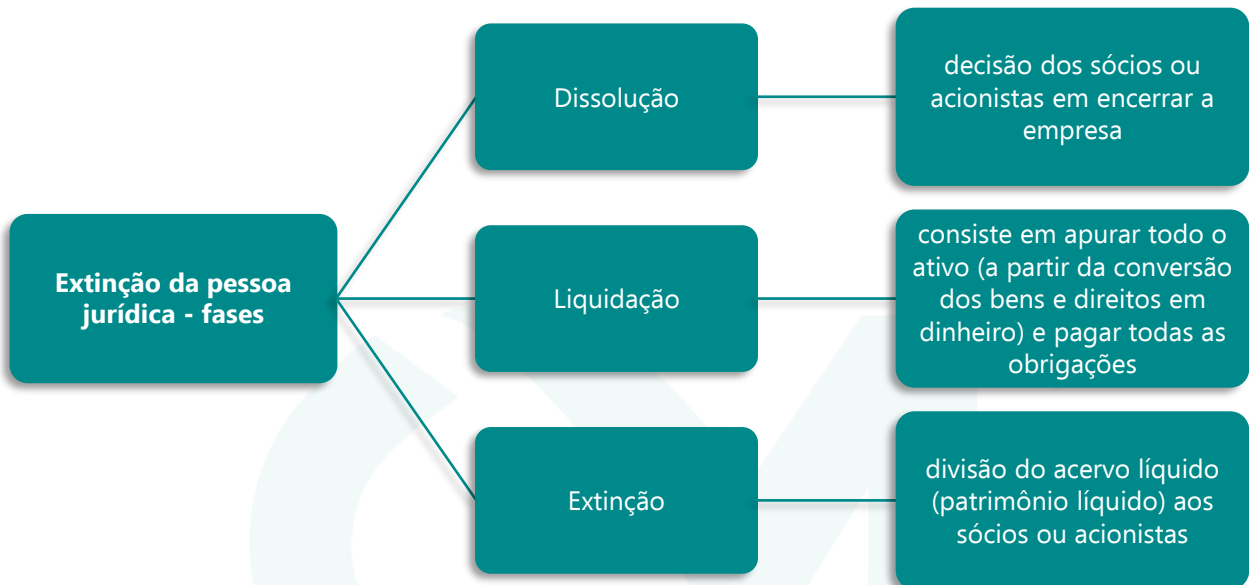 Dissolução
decisão dos sócios ou
acionistas em encerrar a
empresa
Extinção da pessoa
jurídica - fases
Liquidação
consiste em apurar todo o
ativo (a partir da conversão
dos bens e direitos em
dinheiro) e pagar todas as
obrigações
Extinção
divisão do acervo líquido
(patrimônio líquido) aos
sócios ou acionistas